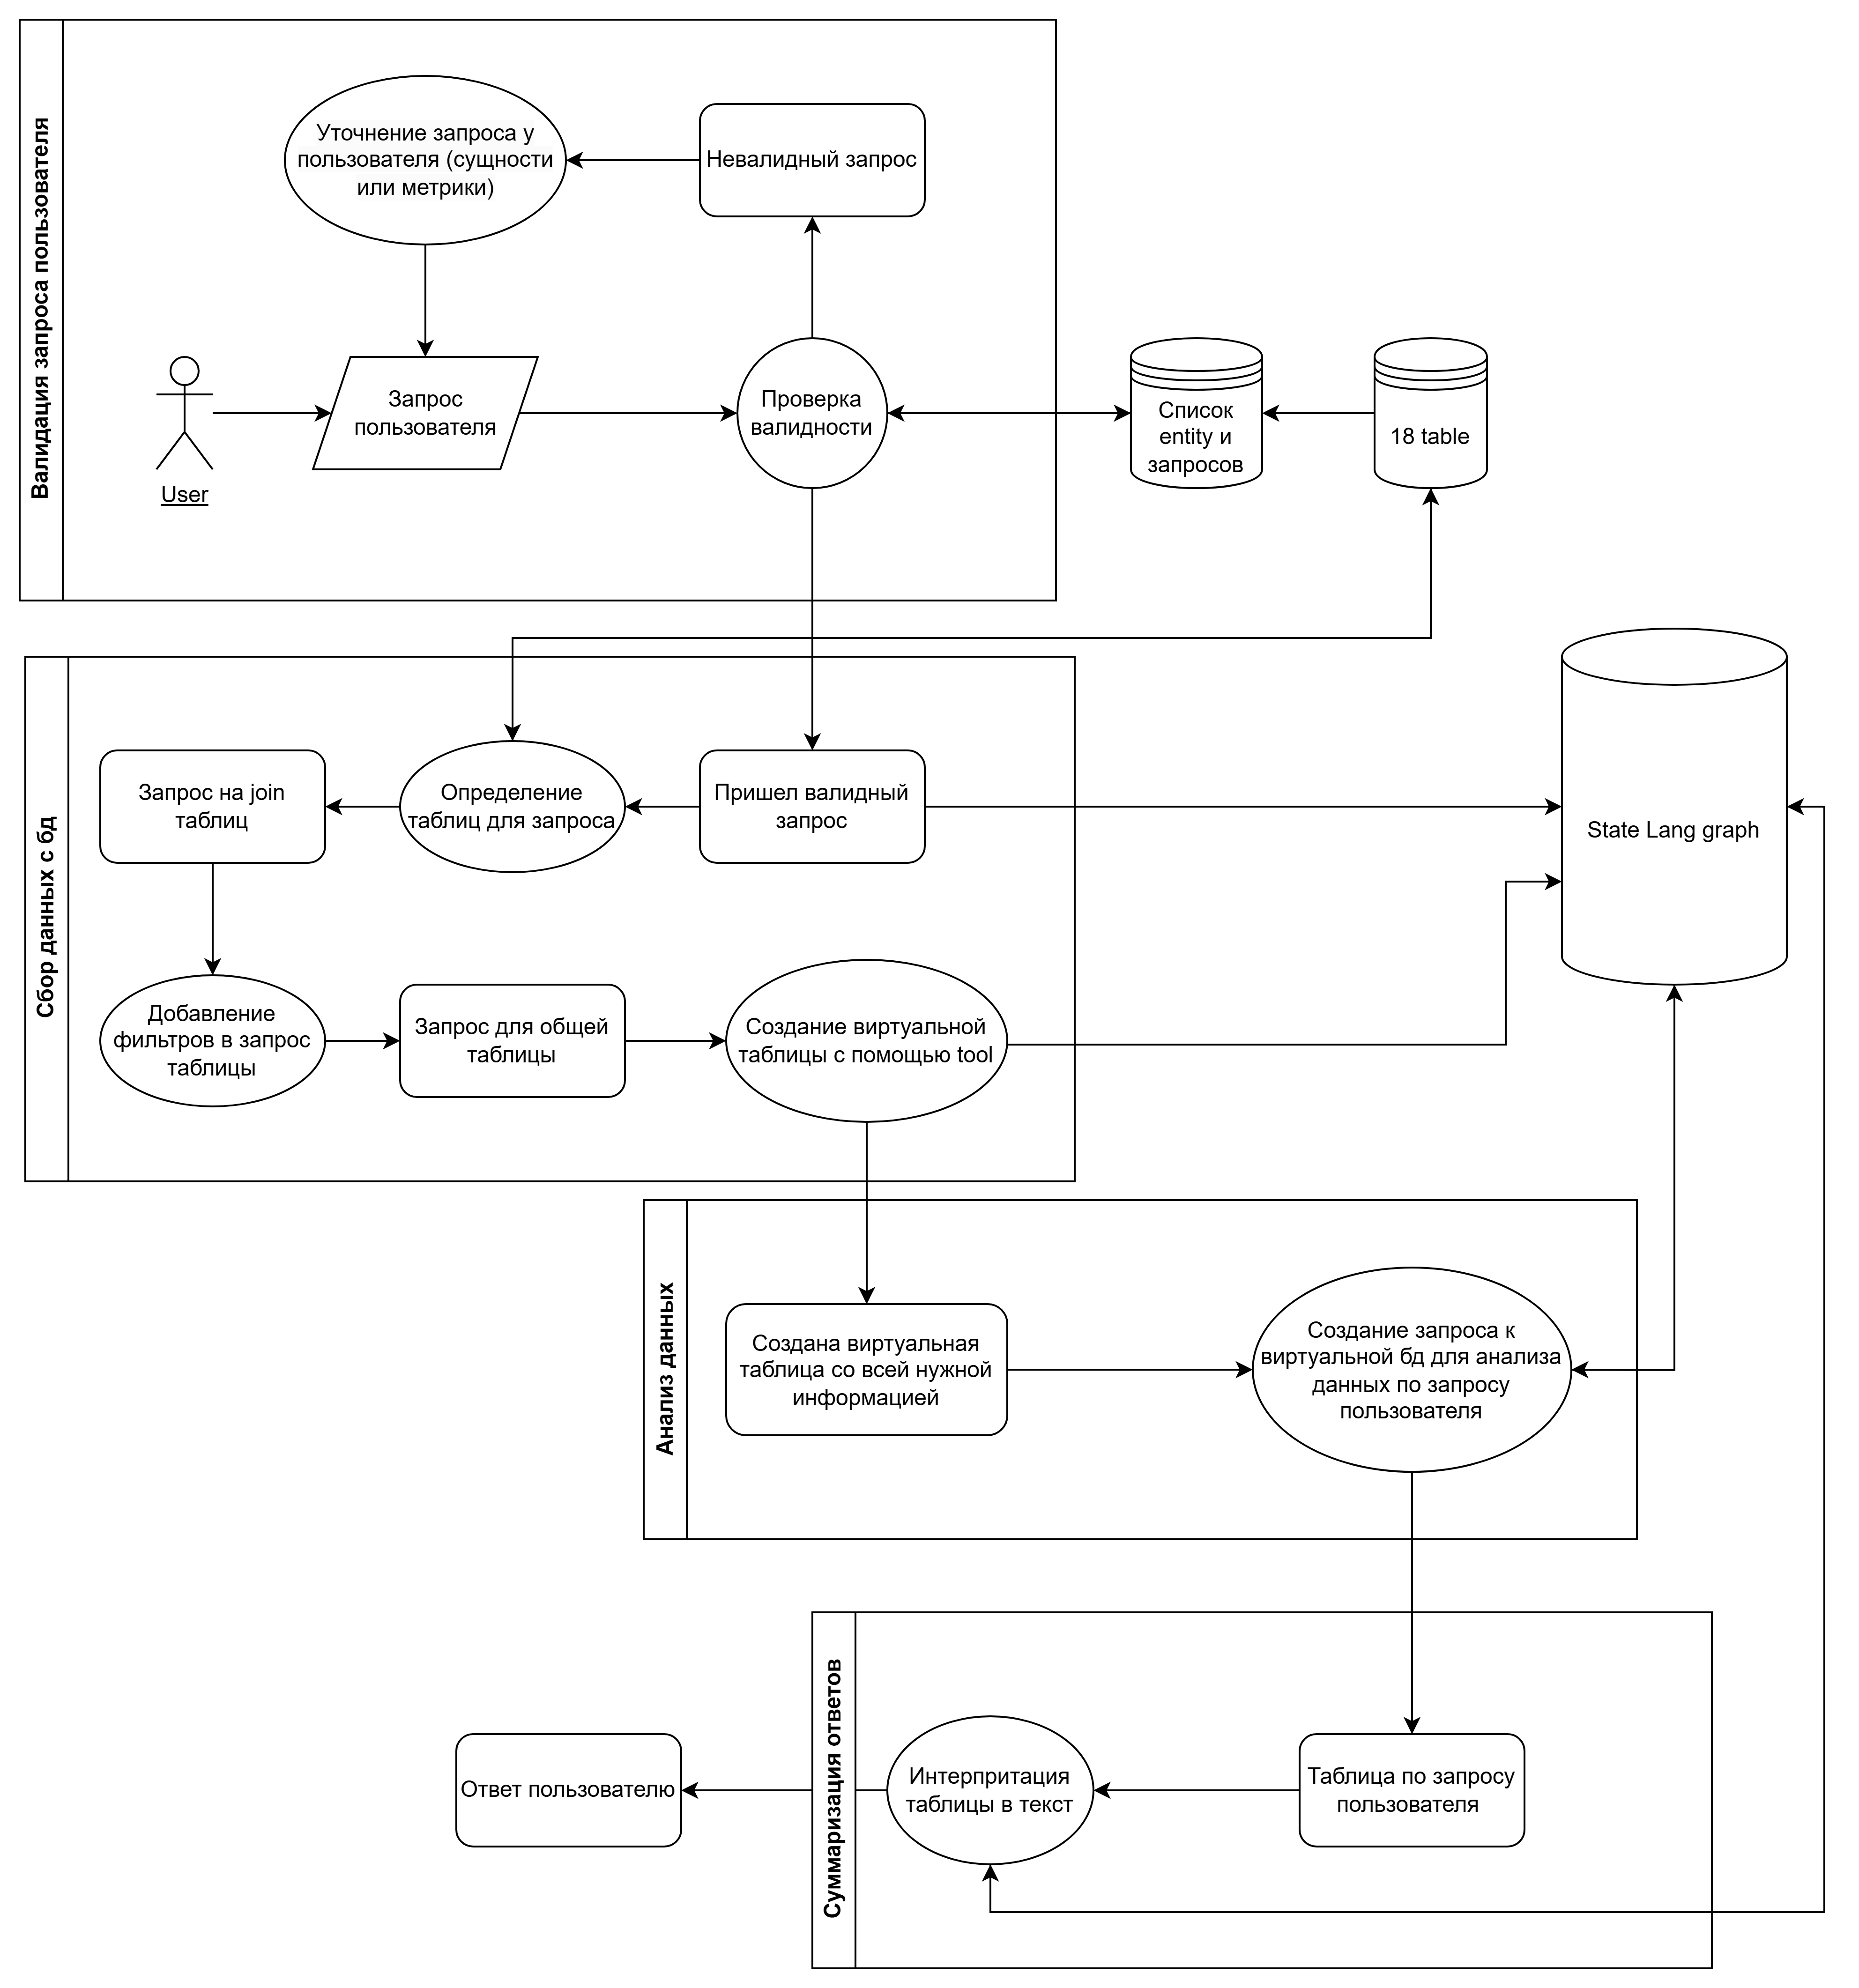 Валидация запроса пользователя
Уточнение запроса у
пользователя (сущности
или метрики)
Невалидный запрос
User
Запрос
пользователя
Проверка
валидности
Список
entity и
запросов
18 table
Сбор данных с бд
Запрос на join
таблиц
Определение
таблиц для запроса
Пришел валидный
запрос
State Lang graph
Добавление
фильтров в запрос
таблицы
Запрос для общей
таблицы
Создание виртуальной
таблицы с помощью tool
Анализ данных
Создана виртуальная
таблица со всей нужной
информацией
Создание запроса к
виртуальной бд для анализа
данных по запросу
пользователя
Суммаризация ответов
Ответ пользователю
Интерпритация
таблицы в текст
Таблица по запросу
пользователя